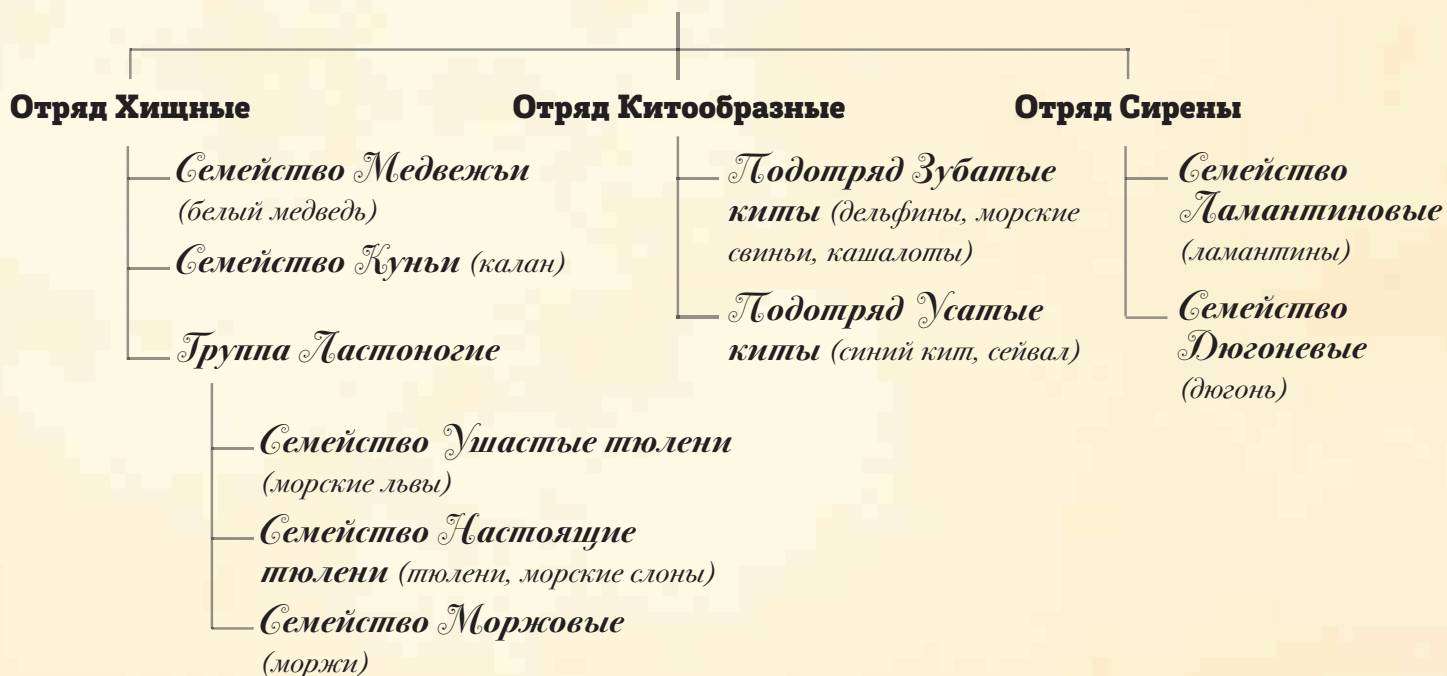 Отряд Хищные
Семейство Медвежьи
(белый медведь)
Семейство Куньи (калан)
Группа Ластоногие
Семейство Ушастые тюлени
(морские львы)
Семейство Настоящие
тюлени (тюлени, морские слоны)
Семейство Моржовые
(моржи)
Отряд Китообразные
Подотряд Зубатые
киты (дельфины, морские
свиньи, кашалоты)
Подотряд Усатые
киты (синий кит, сейвал)
Отряд Сирены
Семейство
Ламантиновые
(ламантины)
Семейство
Дюгоневые
(дюгонь)